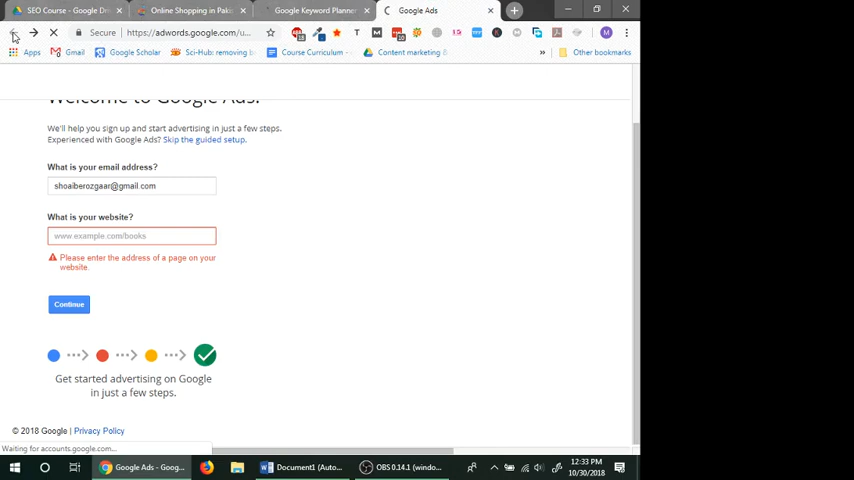 SEO Course - Google Dri
Online Shopping in Paki
Google Keyword Planner
Google Ads
Secure
https://adwords.google.com/u...
Apps
Gmail
Google Scholar
Sci-Hub: removing b
Course Curriculum -
Content marketing &
»
Other bookmarks
Welcome to Google Ads!
We'll help you sign up and start advertising in just a few steps.
Experienced with Google Ads? Skip the guided setup.
What is your email address?
shoaiberozgaar@gmail.com
What is your website?
www.example.com/books
Please enter the address of a page on your
website.
Continue
Get started advertising on Google
in just a few steps.
© 2018 Google | Privacy Policy
Waiting for accounts.google.com...
Google Ads - Goog...
Document1 (Auto...
OBS 0.14.1 (windo...
12:33 PM
10/30/2018